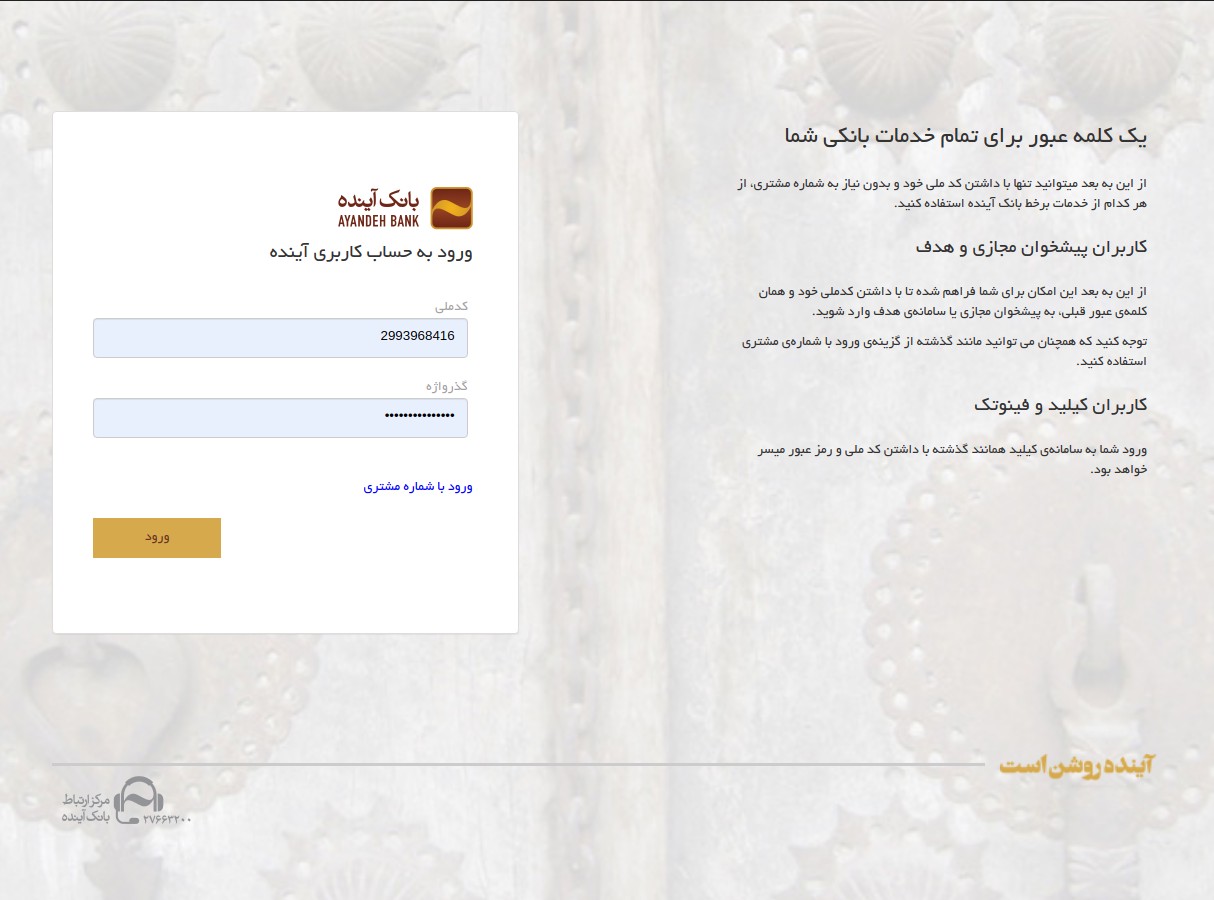 یک کلمه عبور برای تمام خدمات بانکی شما
از این به بعد میتوانید تنها با داشتن کد ملی خود و بدون نیاز به شماره مشتری، از
هر کدام از خدمات برخط بانک آینده استفاده کنید.
کاربران پیشخوان مجازی و هدف
از این به بعد این امکان برای شما فراهم شده تا با داشتن کدملی خود و همان
کلمه‌ی عبور قبلی، به پیشخوان مجازی یا سامانه‌ی هدف وارد شوید.
توجه کنید که همچنان می توانید مانند گذشته از گزینه‌ی ورود با شماره‌ی مشتری
استفاده کنید.
کاربران کیلید و فینوتک
ورود شما به سامانه‌ی کیلید همانند گذشته با داشتن کد ملی و رمز عبور میسر
خواهد بود.
بانک آینده
AYANDEH BANK
ورود به حساب کاربری آینده
کدملی
2993968416
گذرواژه
•••••••••••••••
ورود با شماره مشتری
ورود
آینده روشن است
مرکز ارتباط
بانک آینده
۲۷۶۶۳۲۰۰